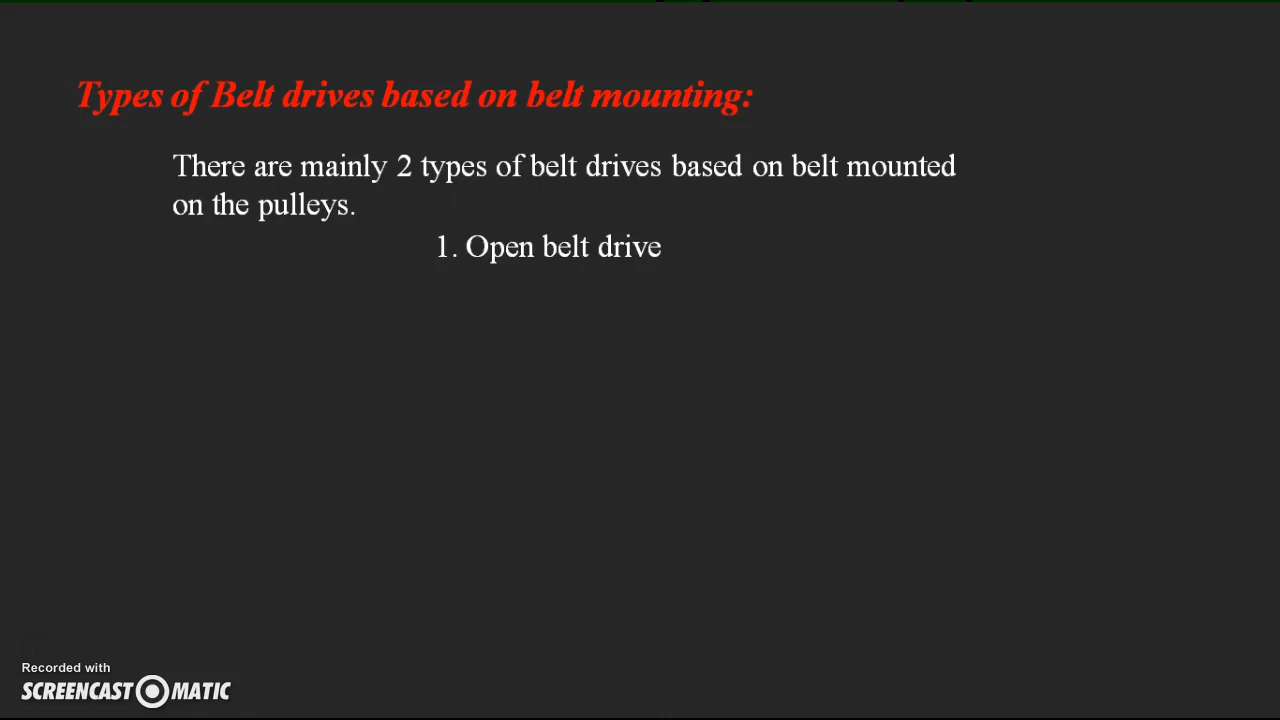 Types of Belt drives based on belt mounting:
There are mainly 2 types of belt drives based on belt mounted
on the pulleys.
1. Open belt drive
Recorded with
SCREENCAST MATIC